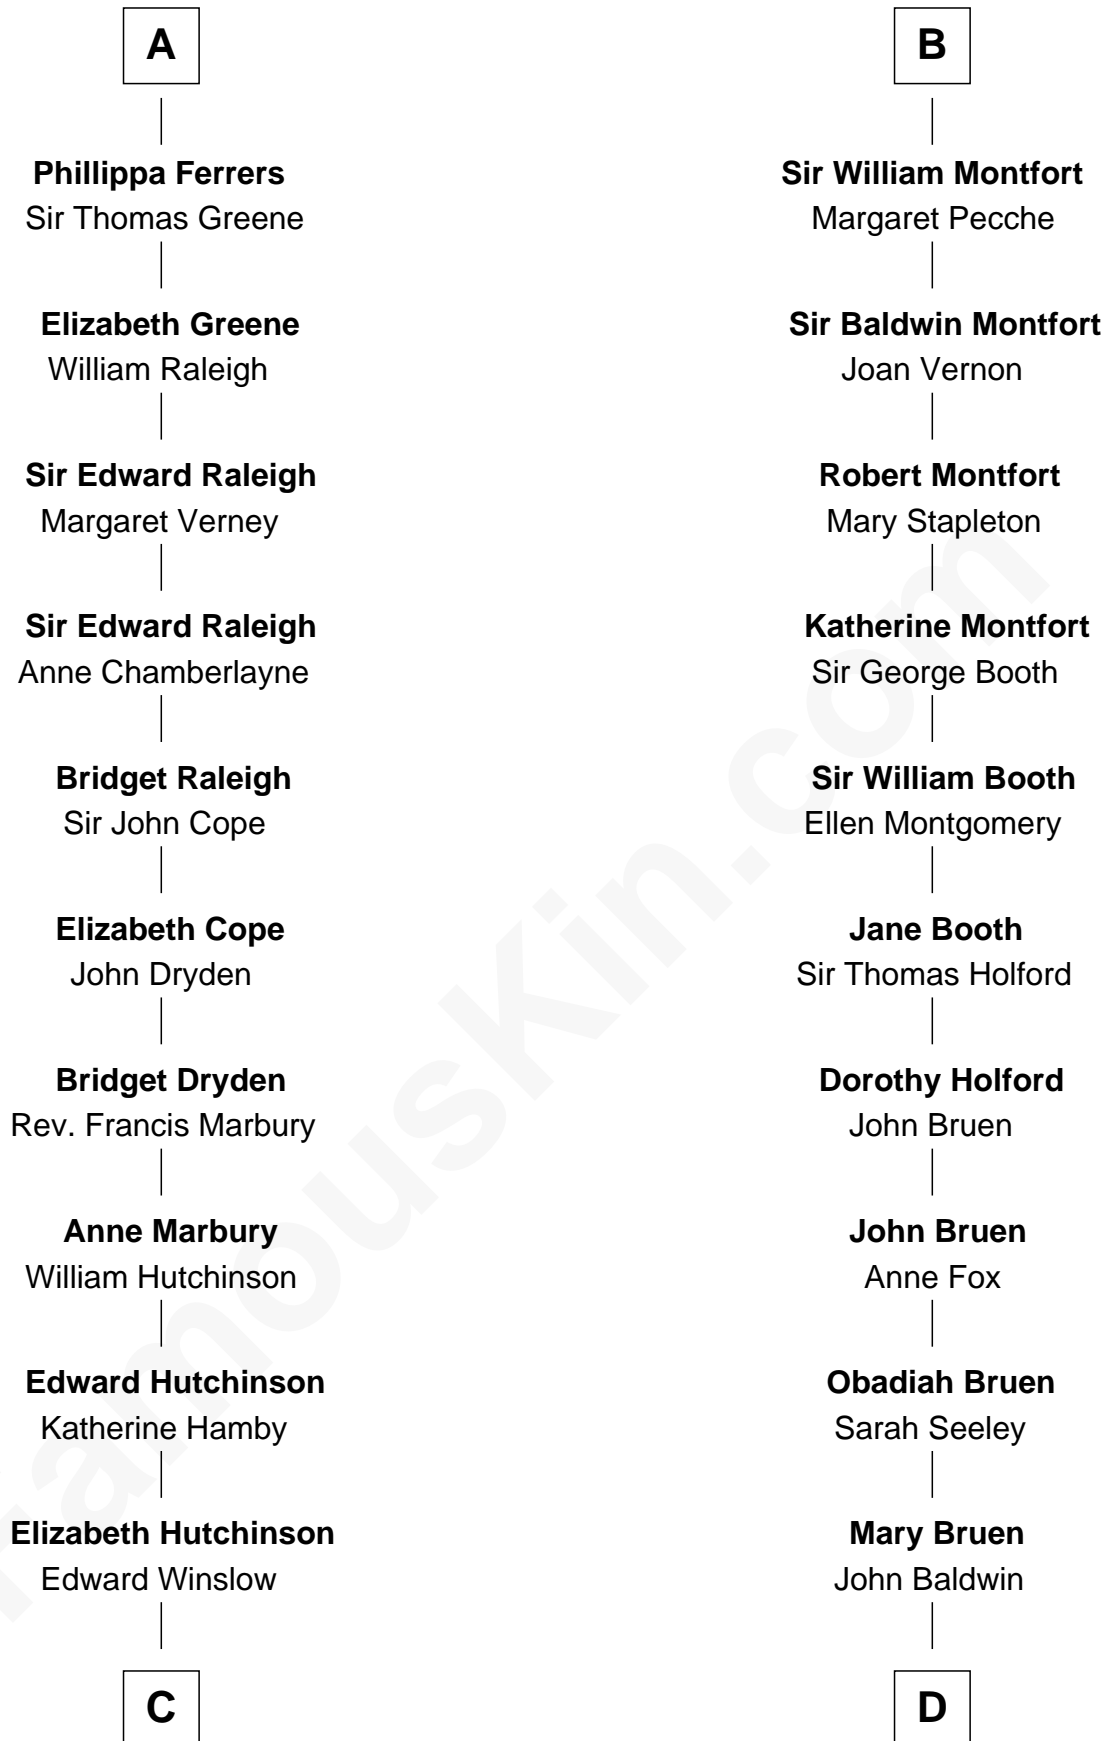 A
Phillippa Ferrers
Sir Thomas Greene
Elizabeth Greene
William Raleigh
Sir Edward Raleigh
Margaret Verney
Sir Edward Raleigh
Anne Chamberlayne
Bridget Raleigh
Sir John Cope
Elizabeth Cope
John Dryden
Bridget Dryden
Rev. Francis Marbury
Anne Marbury
William Hutchinson
Edward Hutchinson
Katherine Hamby
Elizabeth Hutchinson
Edward Winslow
C
B
Sir William Montfort
Margaret Pecche
Sir Baldwin Montfort
Joan Vernon
Robert Montfort
Mary Stapleton
Katherine Montfort
Sir George Booth
Sir William Booth
Ellen Montgomery
Jane Booth
Sir Thomas Holford
Dorothy Holford
John Bruen
John Bruen
Anne Fox
Obadiah Bruen
Sarah Seeley
Mary Bruen
John Baldwin
D
FamousKin.com